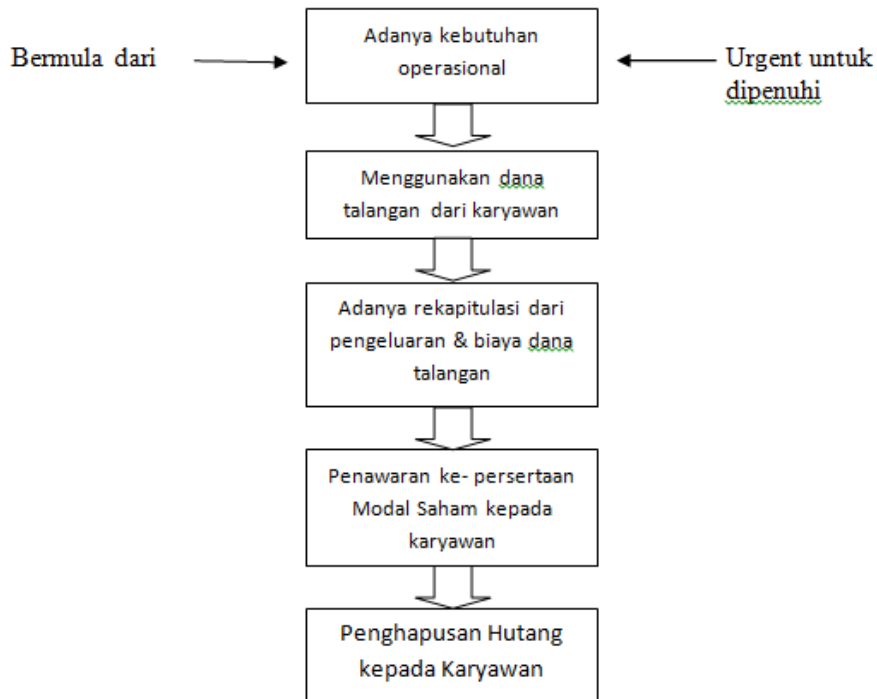 Adanya kebutuhan
operasional
Bermula dari
Urgent untuk
dipenuhi
Menggunakan dana
talangan dari karyawan
Adanya rekapitulasi dari
pengeluaran & biaya dana
talangan
Penawaran ke- persertaan
Modal Saham kepada
karyawan
Penghapusan Hutang
kepada Karyawan